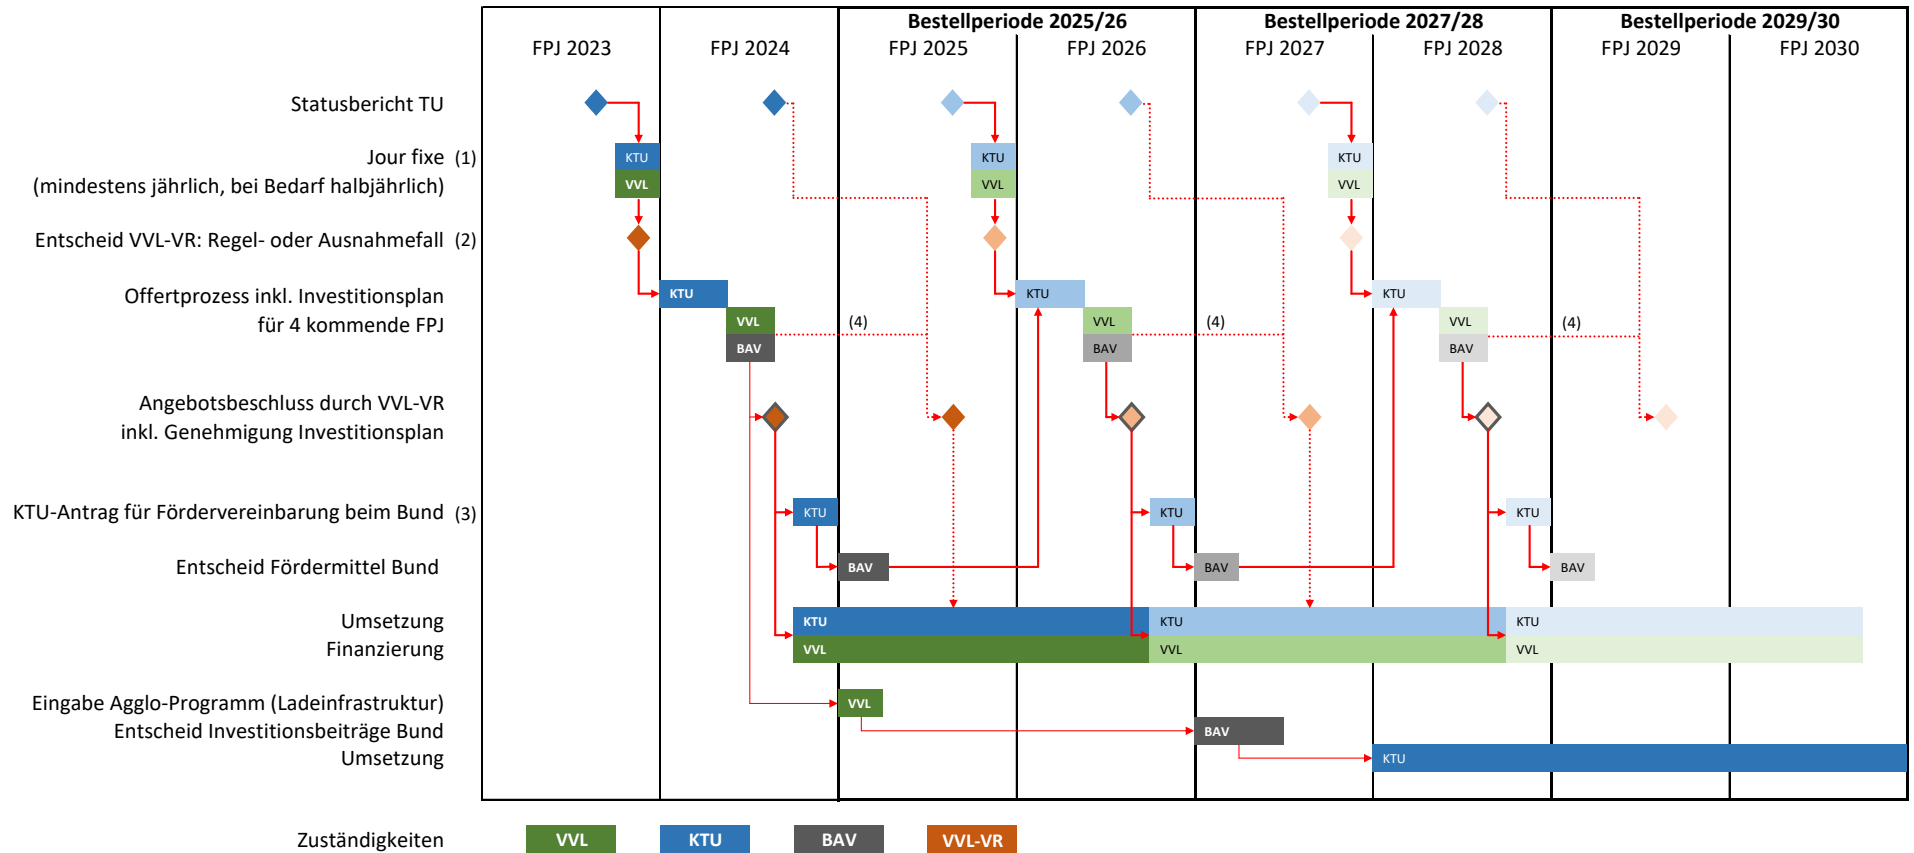 Bestellperiode 2025/26 Bestellperiode 2027/28 Bestellperiode 2029/30
FPJ 2023 FPJ 2024 FPJ 2025 FPJ 2026 FPJ 2027 FPJ 2028 FPJ 2029 FPJ 2030
Statusbericht TU
Jour fixe (1) KTU KTU KTU
(mindestens jährlich, bei Bedarf halbjährlich) VVL VVL VVL
Entscheid VVL-VR: Regel- oder Ausnahmefall (2)
Offertprozess inkl. Investitionsplan KTU KTU KTU
für 4 kommende FPJ VVL (4) VVL (4) VVL (4)
BAV BAV BAV
Angebotsbeschluss durch VVL-VR
inkl. Genehmigung Investitionsplan
KTU-Antrag für Fördervereinbarung beim Bund (3) KTU KTU KTU
Entscheid Fördermittel Bund BAV BAV BAV
Umsetzung KTU KTU KTU
Finanzierung VVL VVL VVL
Eingabe Agglo-Programm (Ladeinfrastruktur) VVL
Entscheid Investitionsbeiträge Bund BAV
Umsetzung KTU
Zuständigkeiten VVL KTU BAV VVL-VR